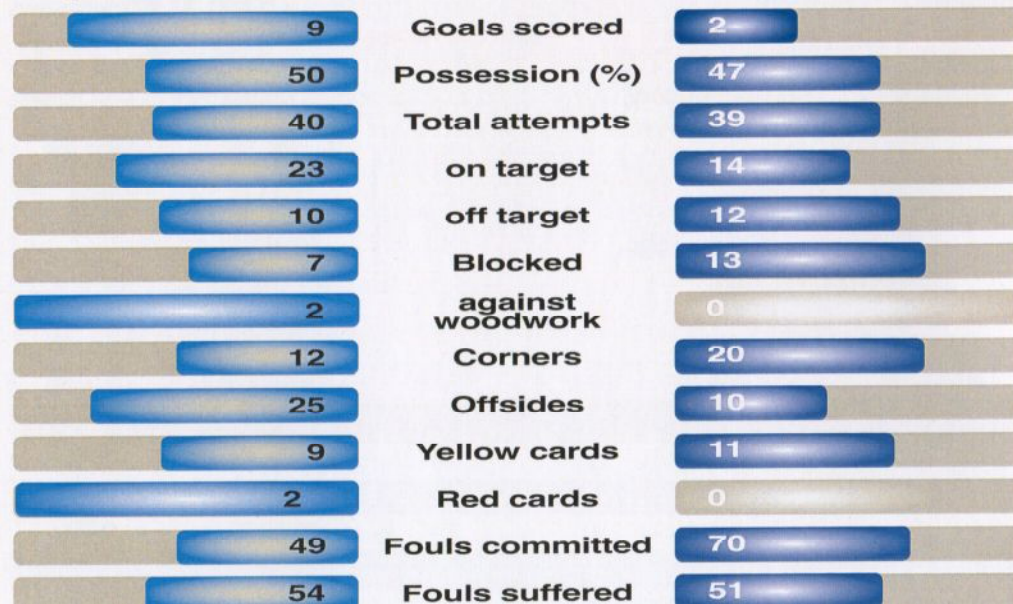 9 Goals scored 2
50 Possession (%) 47
40 Total attempts 39
23 on target 14
10 off target 12
7 Blocked 13
2 against woodwork 0
12 Corners 20
25 Offsides 10
9 Yellow cards 11
2 Red cards 0
49 Fouls committed 70
54 Fouls suffered 51